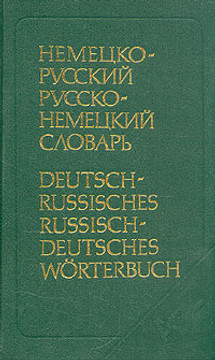 НЕМЕЦКО-
РУССКИЙ
РУССКО-
НЕМЕЦКИЙ
СЛОВАРЬ
DEUTSCH-
RUSSISCHES
RUSSISCH-
DEUTSCHES
WÖRTERBUCH